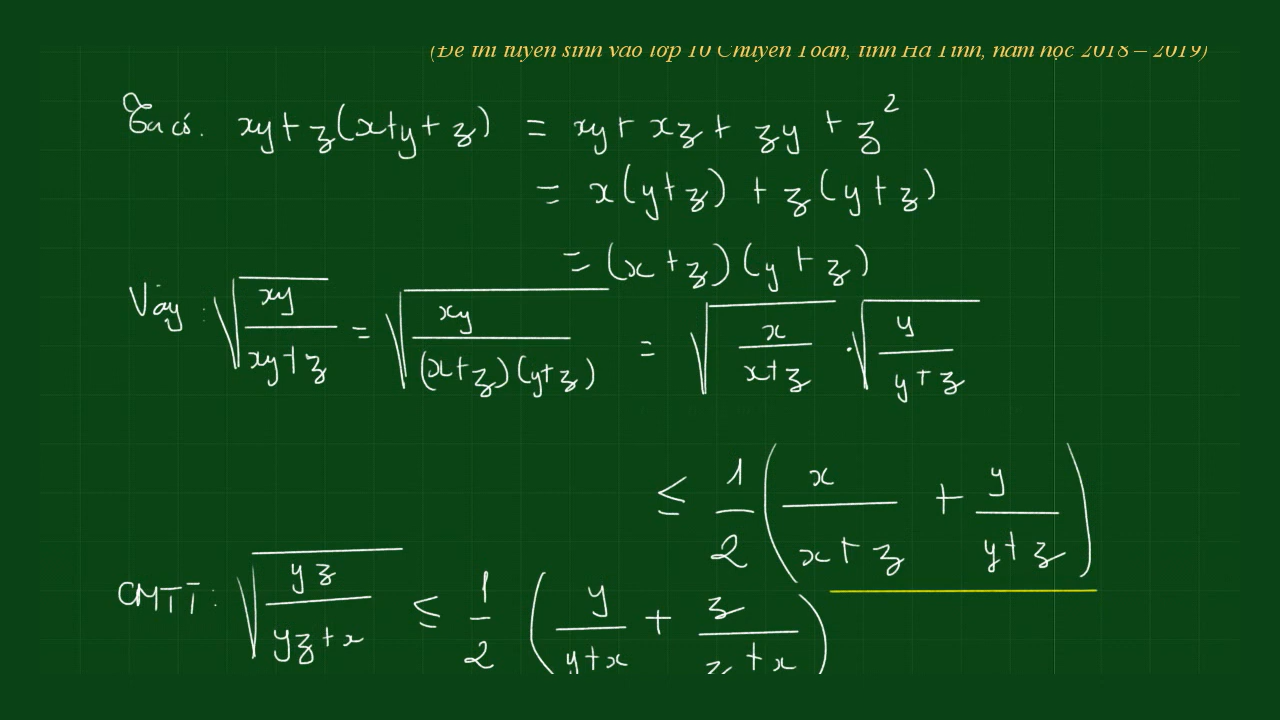 (Đề thi tuyển sinh vào lớp 10 Chuyên Toán, tỉnh Hà Tĩnh, năm học 2018 – 2019)
Ta có. xy + z(x+y+z) = xy + xz + zy + z²
= x(y+z) + z(y+z)
= (x+z)(y+z)
Vậy : √(xy/(xy+z)) = √(xy/((x+z)(y+z))) = √(x/(x+z)) . √(y/(y+z))
≤ 1/2 (x/(x+z) + y/(y+z))
CMTT: √(yz/(yz+x)) ≤ 1/2 (y/(y+x) + z/(z+x))